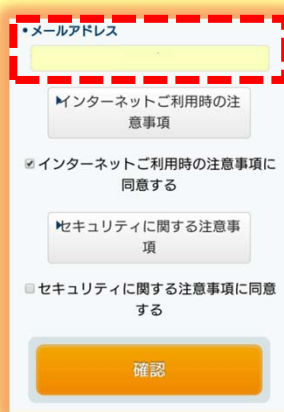 •メールアドレス
インターネットご利用時の注
意事項
インターネットご利用時の注意事項に
同意する
セキュリティに関する注意事
項
セキュリティに関する注意事項に同意
する
確認